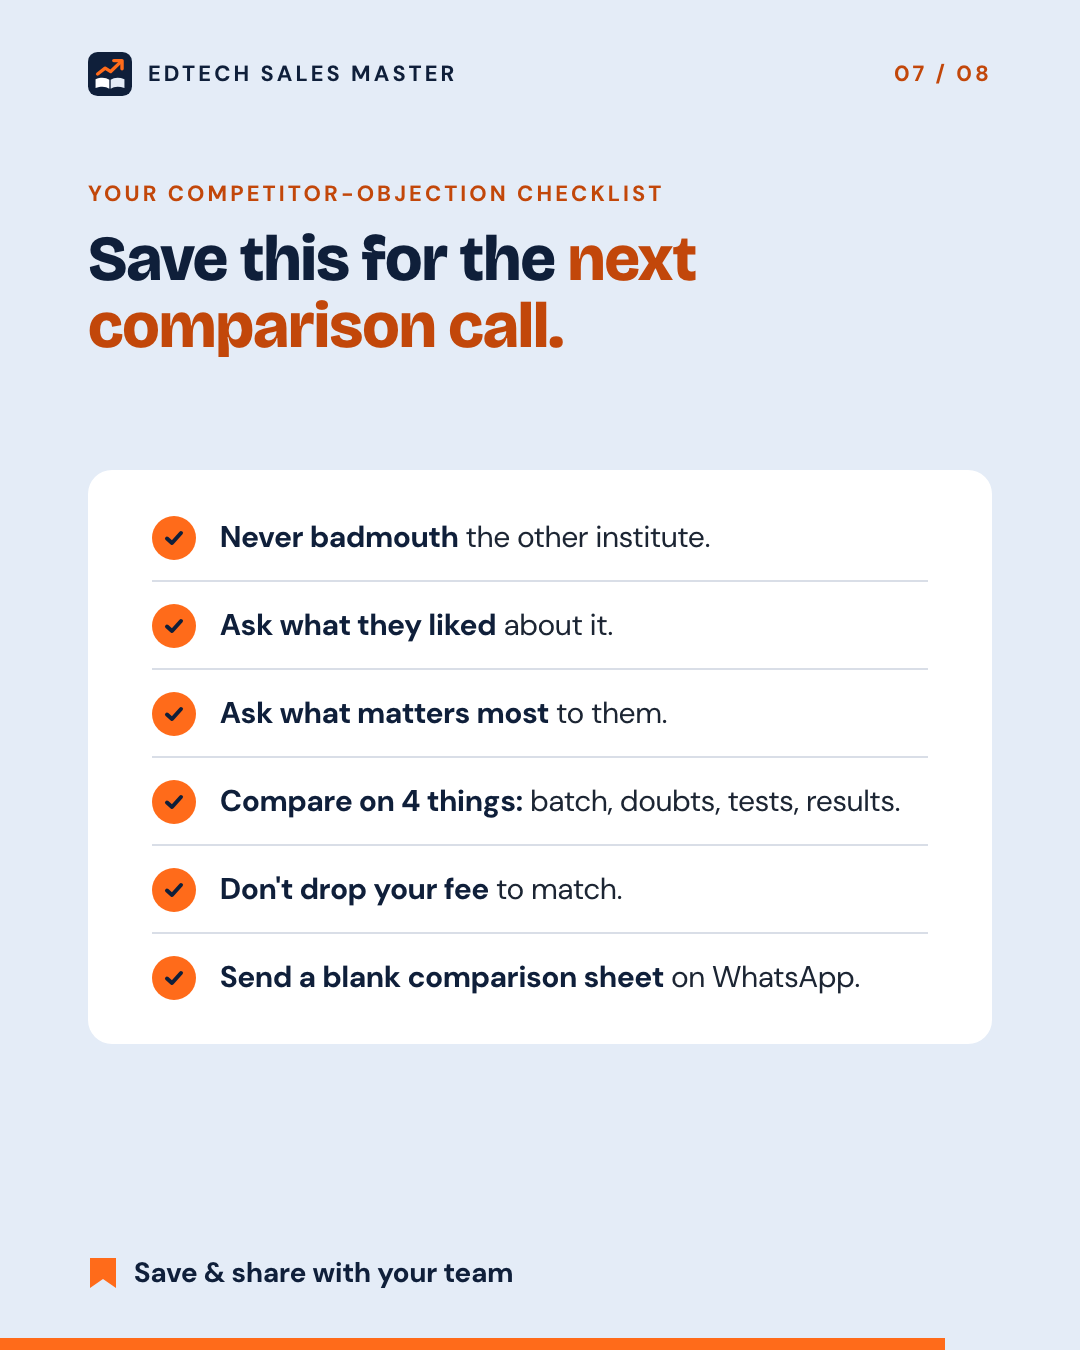 EDTECH SALES MASTER
07 / 08
YOUR COMPETITOR-OBJECTION CHECKLIST
Save this for the next
comparison call.
Never badmouth the other institute.
Ask what they liked about it.
Ask what matters most to them.
Compare on 4 things: batch, doubts, tests, results.
Don't drop your fee to match.
Send a blank comparison sheet on WhatsApp.
Save & share with your team